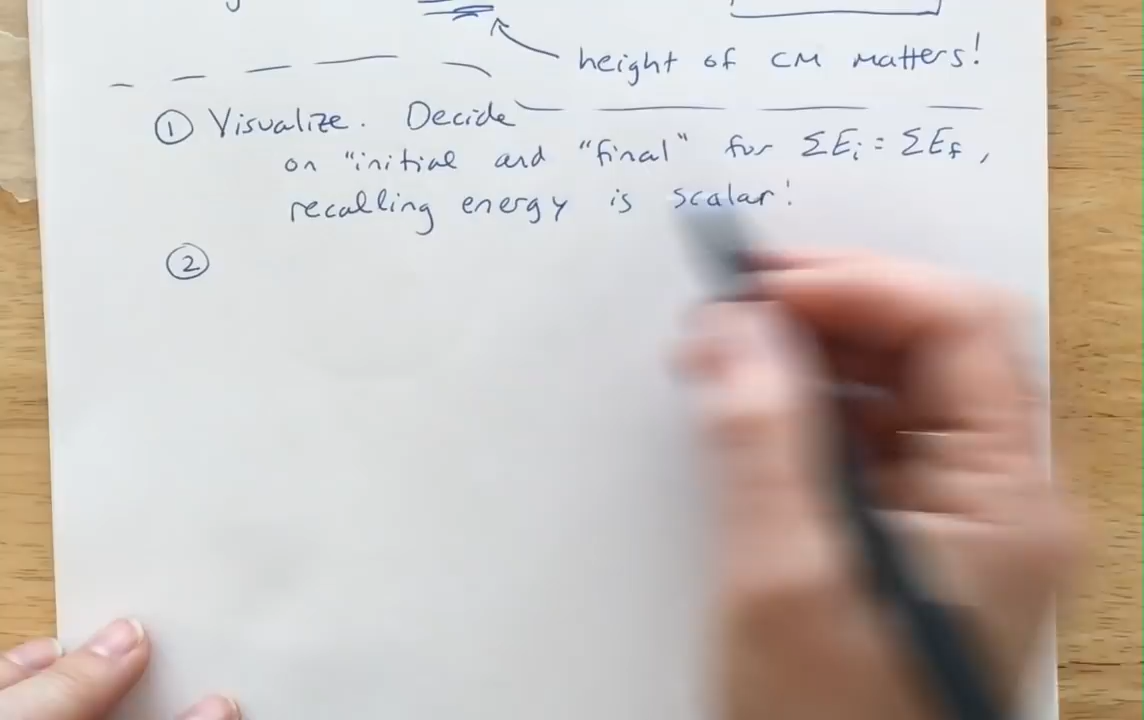 height of CM matters!
① Visualize. Decide
on "initial and "final" for ΣEi = ΣEf,
recalling energy is scalar!
②